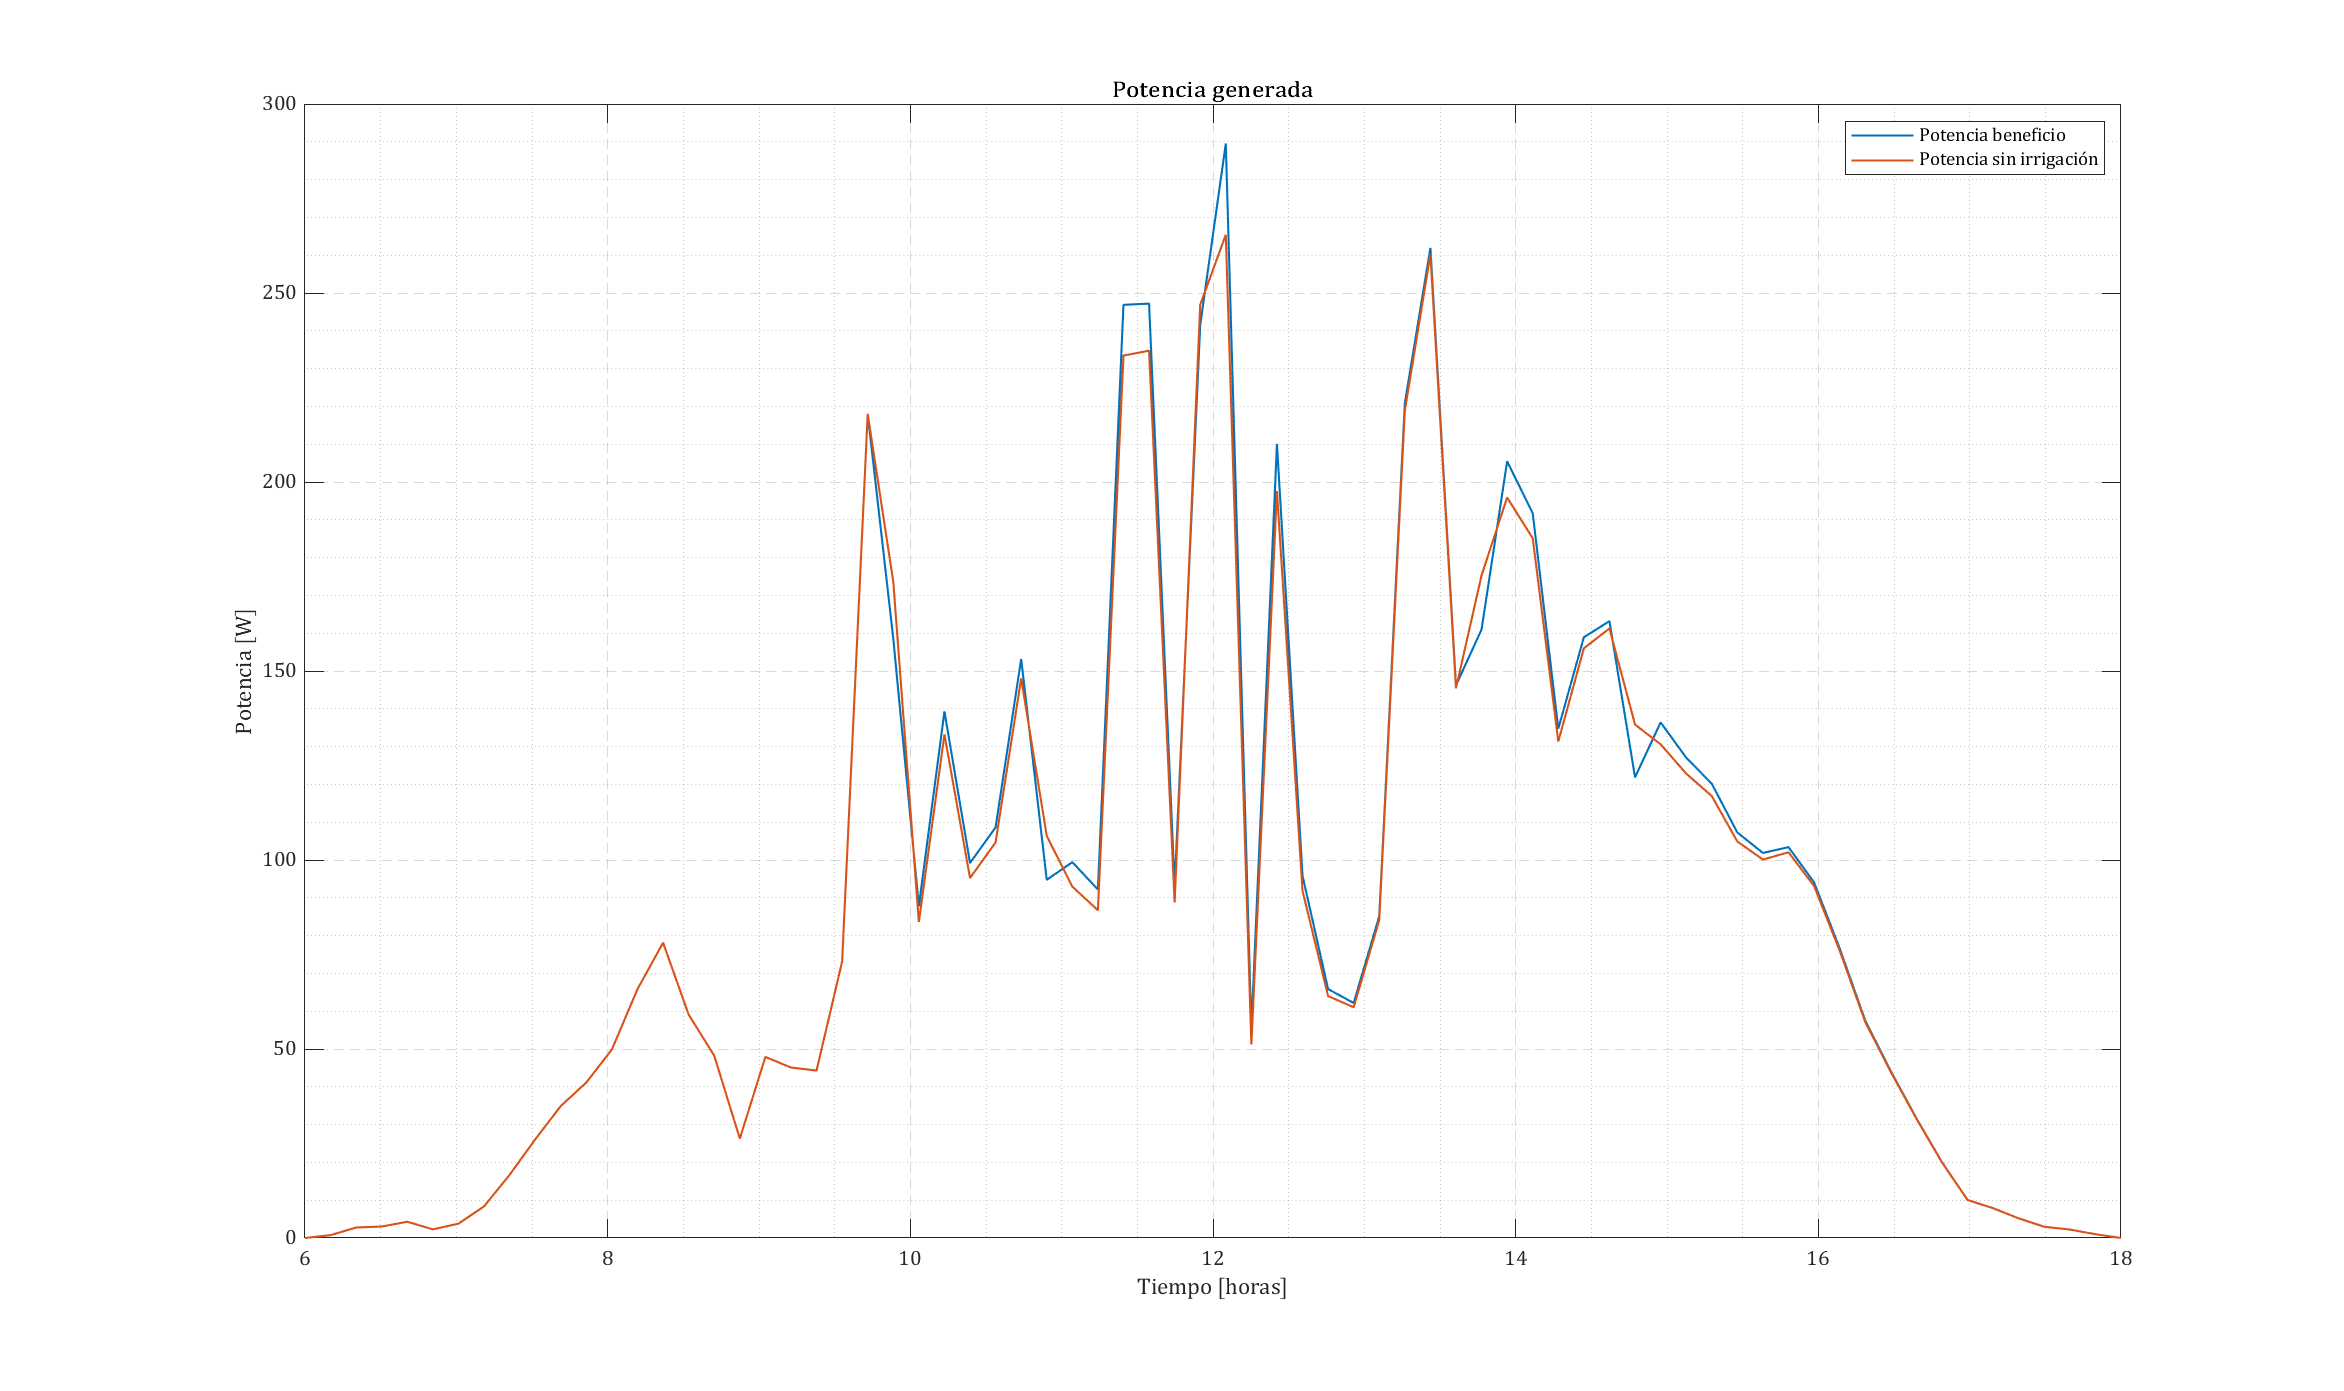 Potencia generada
300
250
200
150
100
50
0
Potencia [W]
Potencia beneficio
Potencia sin irrigación
6 8 10 12 14 16 18
Tiempo [horas]